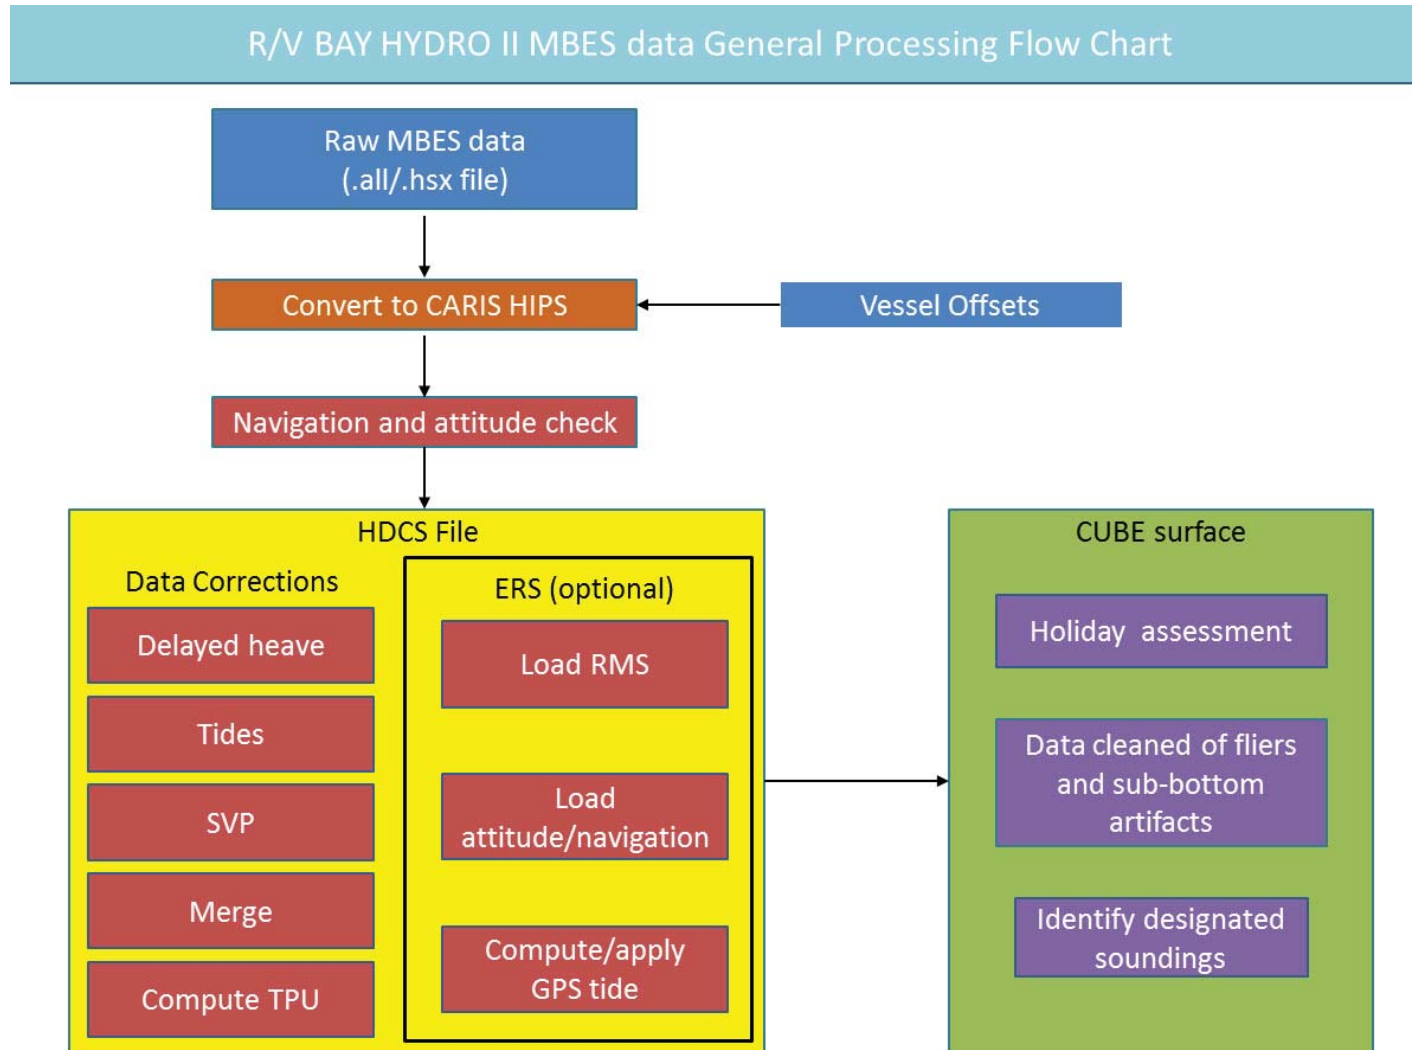 R/V BAY HYDRO II MBES data General Processing Flow Chart
Raw MBES data
(.all/.hsx file)
Convert to CARIS HIPS
Vessel Offsets
Navigation and attitude check
HDCS File
Data Corrections
Delayed heave
Tides
SVP
Merge
Compute TPU
ERS (optional)
Load RMS
Load
attitude/navigation
Compute/apply
GPS tide
CUBE surface
Holiday assessment
Data cleaned of fliers
and sub-bottom
artifacts
Identify designated
soundings